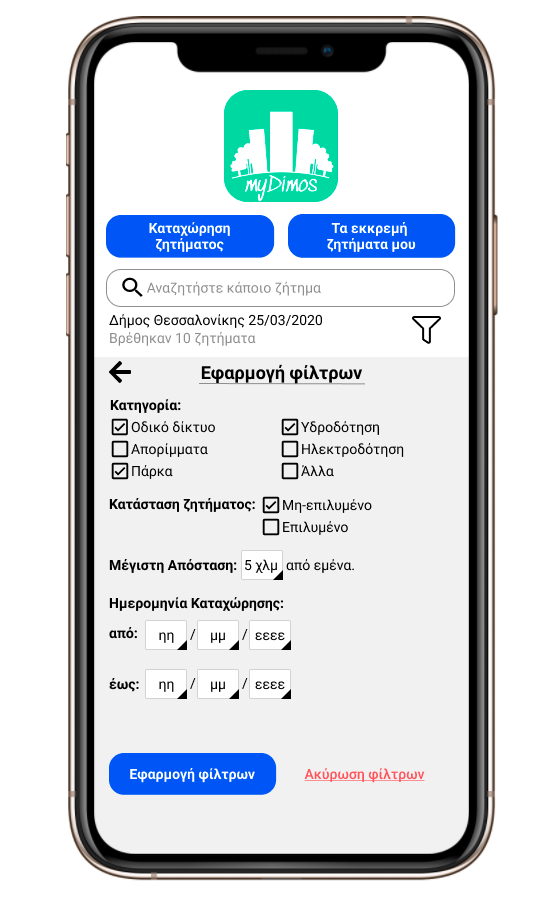 myDimos
Καταχώρηση
ζητήματος
Τα εκκρεμή
ζητήματα μου
Αναζητήστε κάποιο ζήτημα
Δήμος Θεσσαλονίκης 25/03/2020
Βρέθηκαν 10 ζητήματα
Εφαρμογή φίλτρων
Κατηγορία:
Οδικό δίκτυο
Υδροδότηση
Απορίμματα
Ηλεκτροδότηση
Πάρκα
Άλλα
Κατάσταση ζητήματος:
Μη-επιλυμένο
Επιλυμένο
Μέγιστη Απόσταση: 5 χλμ από εμένα.
Ημερομηνία Καταχώρησης:
από: ηη / μμ / εεεε
έως: ηη / μμ / εεεε
Εφαρμογή φίλτρων
Ακύρωση φίλτρων